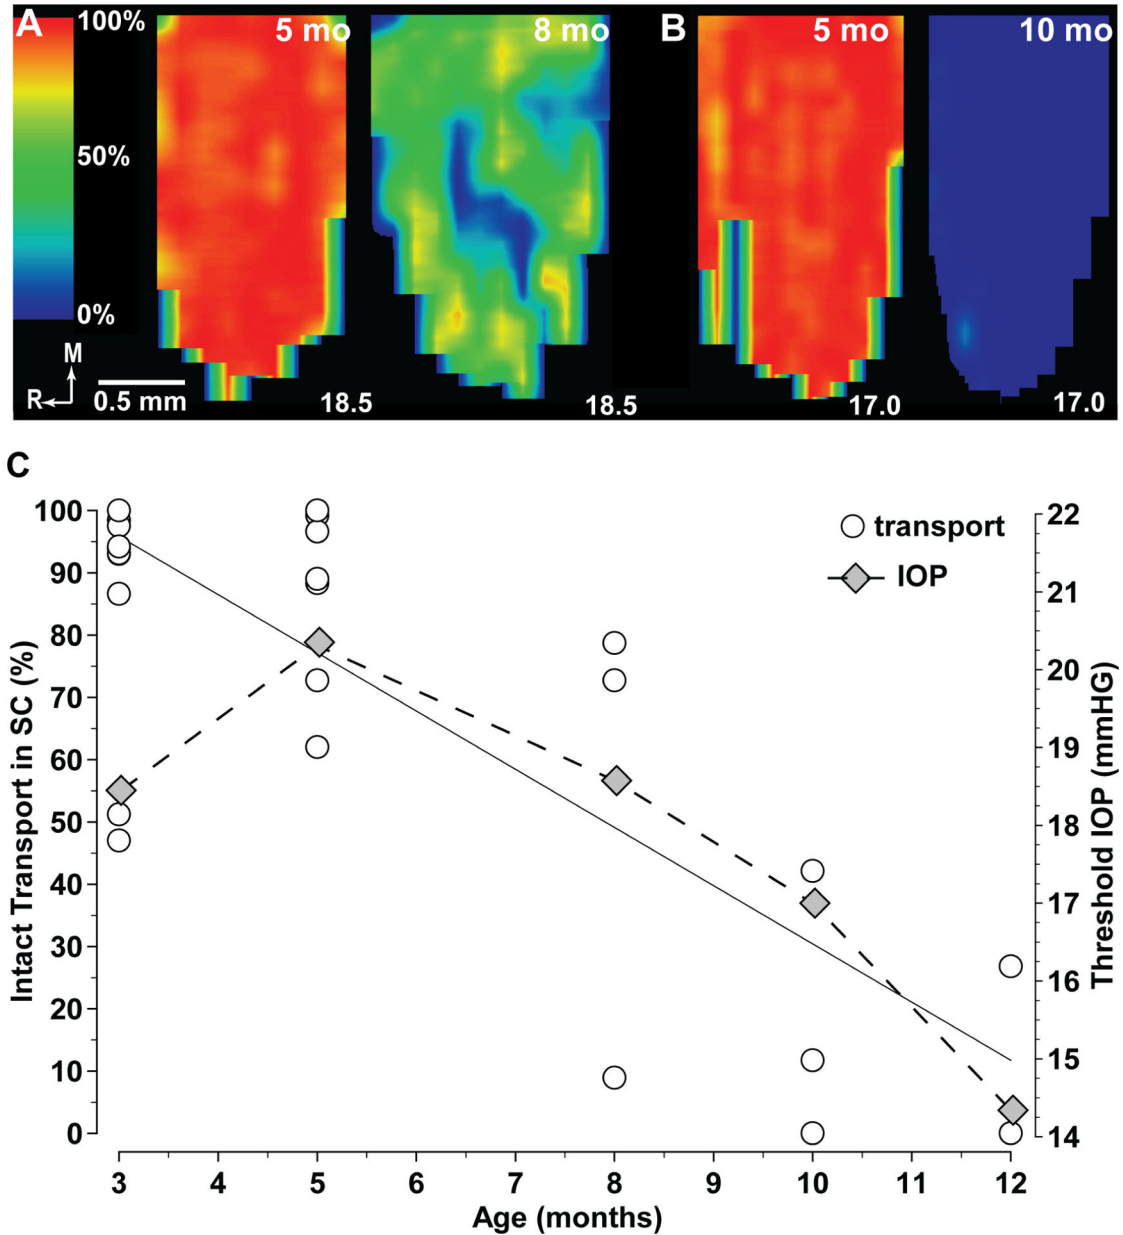 A
100%
50%
0%
5 mo
8 mo
B
5 mo
10 mo
M
R
0.5 mm
18.5
18.5
17.0
17.0
C
Intact Transport in SC (%)
100
90
80
70
60
50
40
30
20
10
0
transport
IOP
22
21
20
19
18
17
16
15
14
Threshold IOP (mmHG)
3 4 5 6 7 8 9 10 11 12
Age (months)